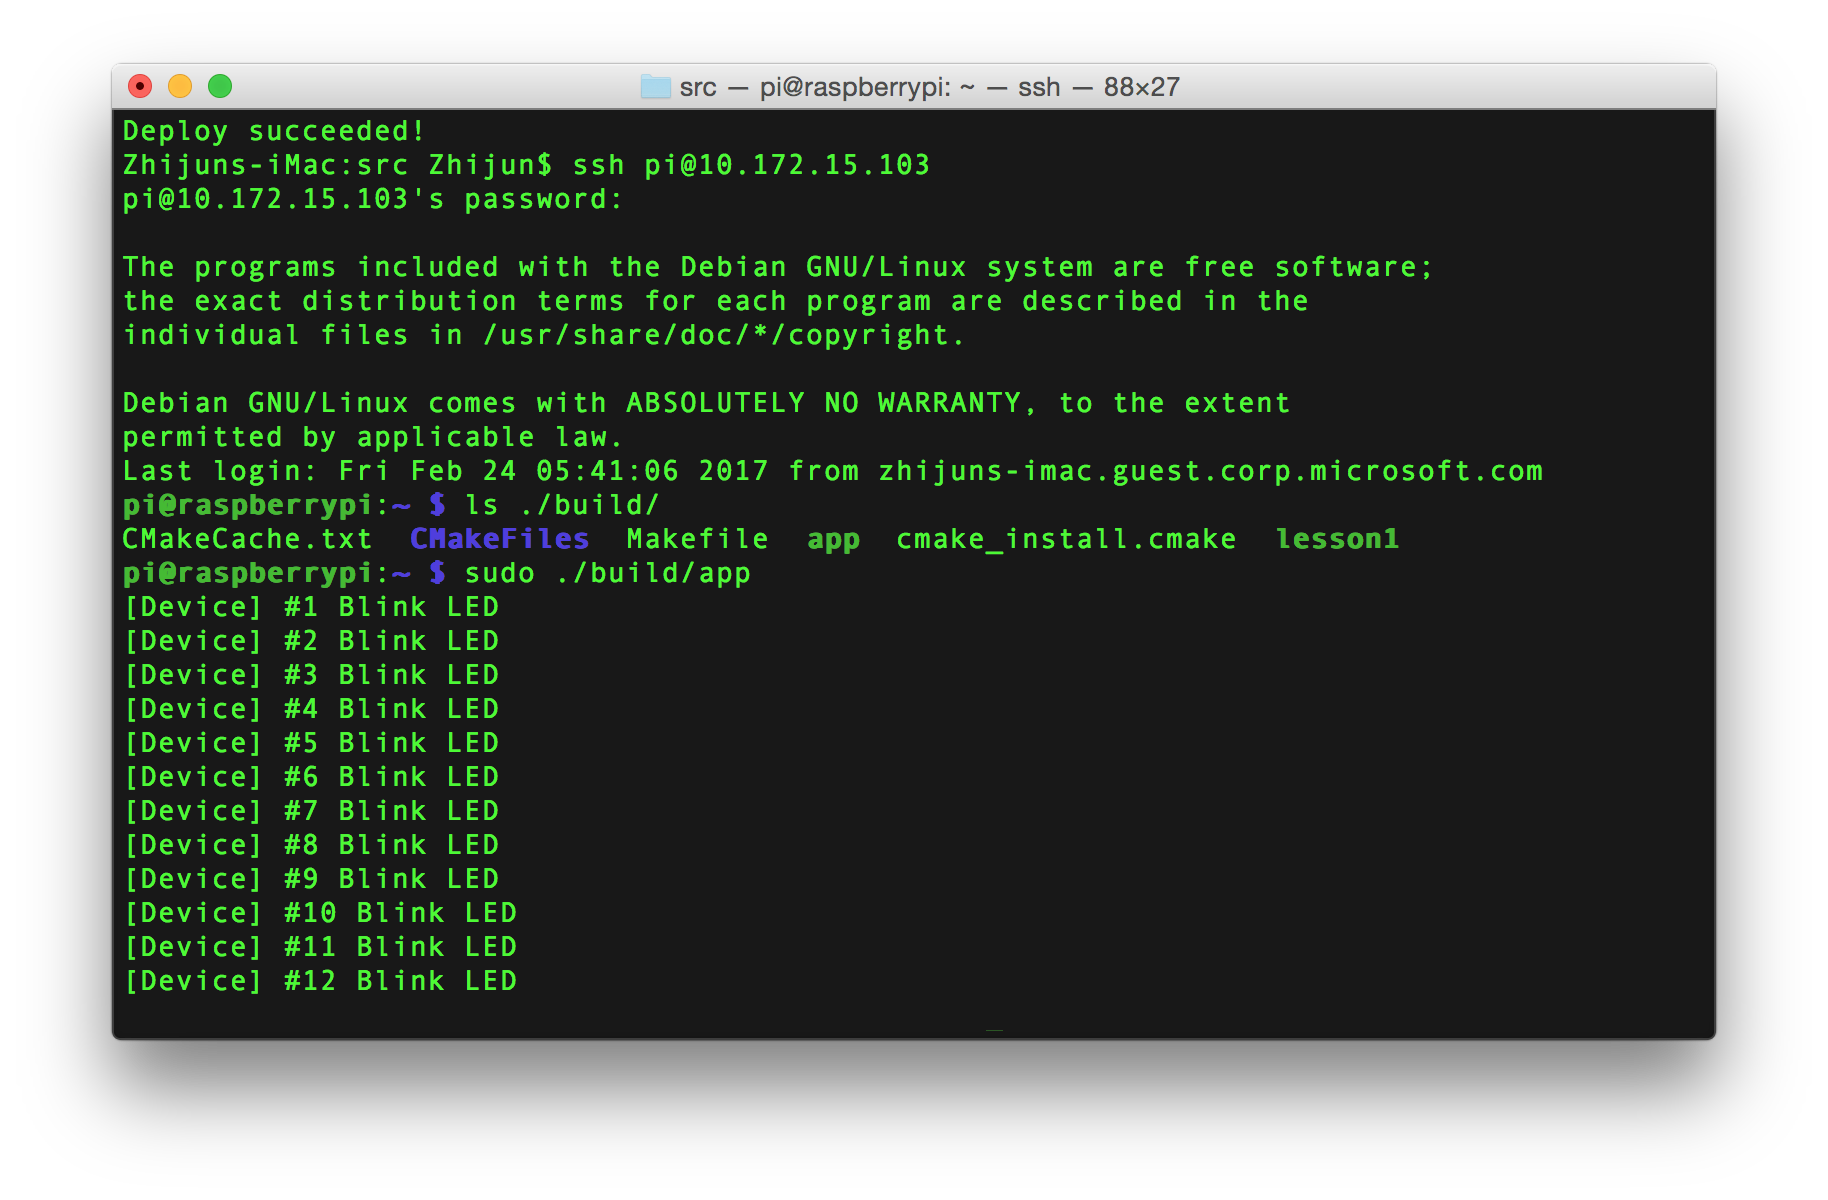 src — pi@raspberrypi: ~ — ssh — 88×27
Deploy succeeded!
Zhijuns-iMac:src Zhijun$ ssh pi@10.172.15.103
pi@10.172.15.103's password:
The programs included with the Debian GNU/Linux system are free software;
the exact distribution terms for each program are described in the
individual files in /usr/share/doc/*/copyright.
Debian GNU/Linux comes with ABSOLUTELY NO WARRANTY, to the extent
permitted by applicable law.
Last login: Fri Feb 24 05:41:06 2017 from zhijuns-imac.guest.corp.microsoft.com
pi@raspberrypi:~ $ ls ./build/
CMakeCache.txt  CMakeFiles  Makefile  app  cmake_install.cmake  lesson1
pi@raspberrypi:~ $ sudo ./build/app
[Device] #1 Blink LED
[Device] #2 Blink LED
[Device] #3 Blink LED
[Device] #4 Blink LED
[Device] #5 Blink LED
[Device] #6 Blink LED
[Device] #7 Blink LED
[Device] #8 Blink LED
[Device] #9 Blink LED
[Device] #10 Blink LED
[Device] #11 Blink LED
[Device] #12 Blink LED